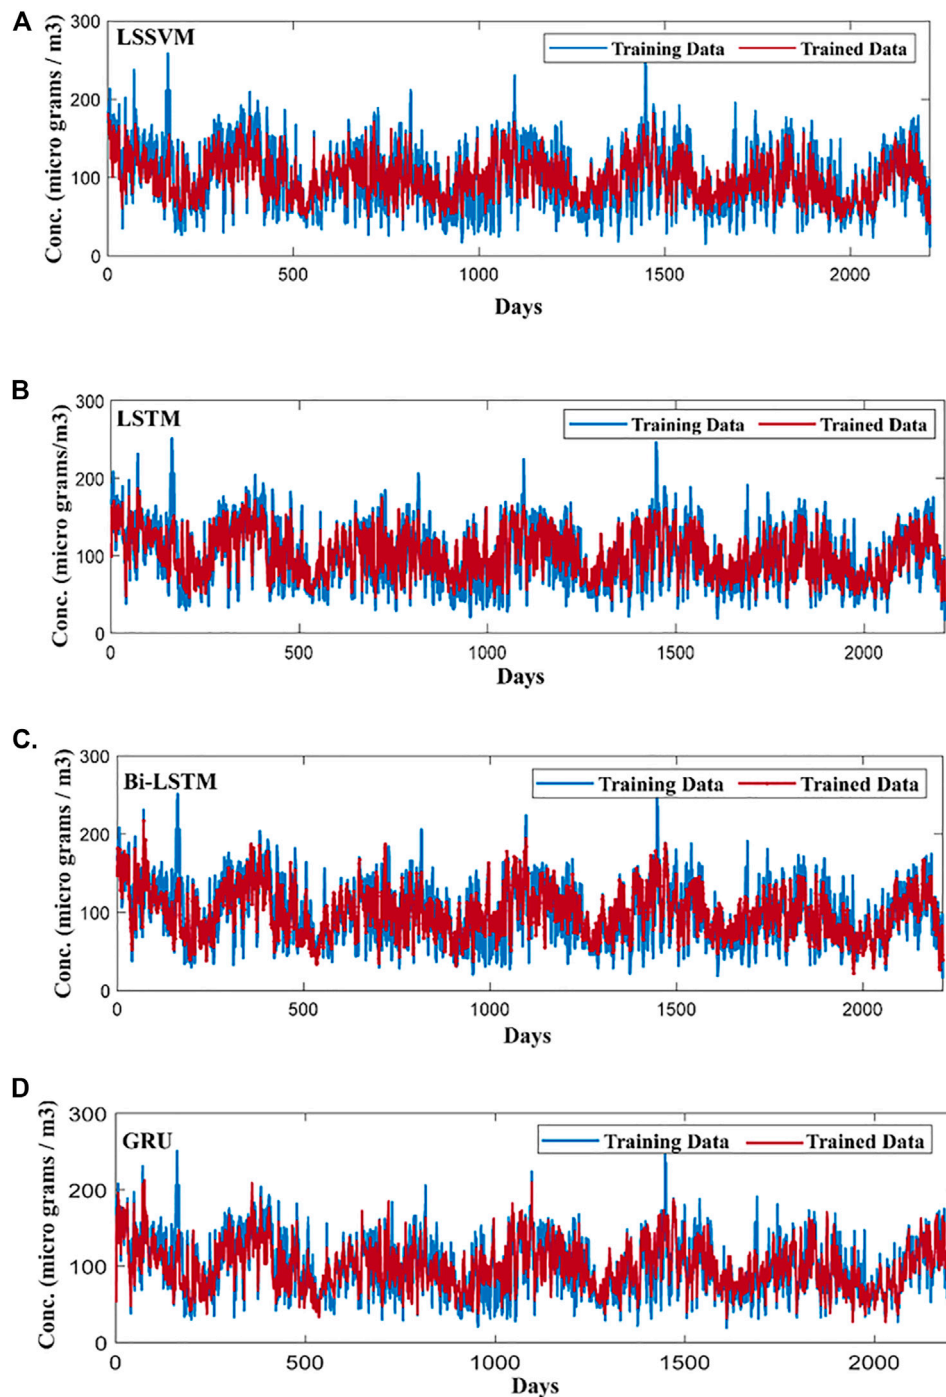 A
LSSVM
Training Data
Trained Data
Conc. (micro grams / m3)
300
200
100
0
0
500
1000
1500
2000
Days
B
LSTM
Training Data
Trained Data
Conc. (micro grams/m3)
300
200
100
0
0
500
1000
1500
2000
Days
C.
Bi-LSTM
Training Data
Trained Data
Conc. (micro grams / m3)
300
200
100
0
0
500
1000
1500
2000
Days
D
GRU
Training Data
Trained Data
Conc. (micro grams / m3)
300
200
100
0
0
500
1000
1500
2000
Days